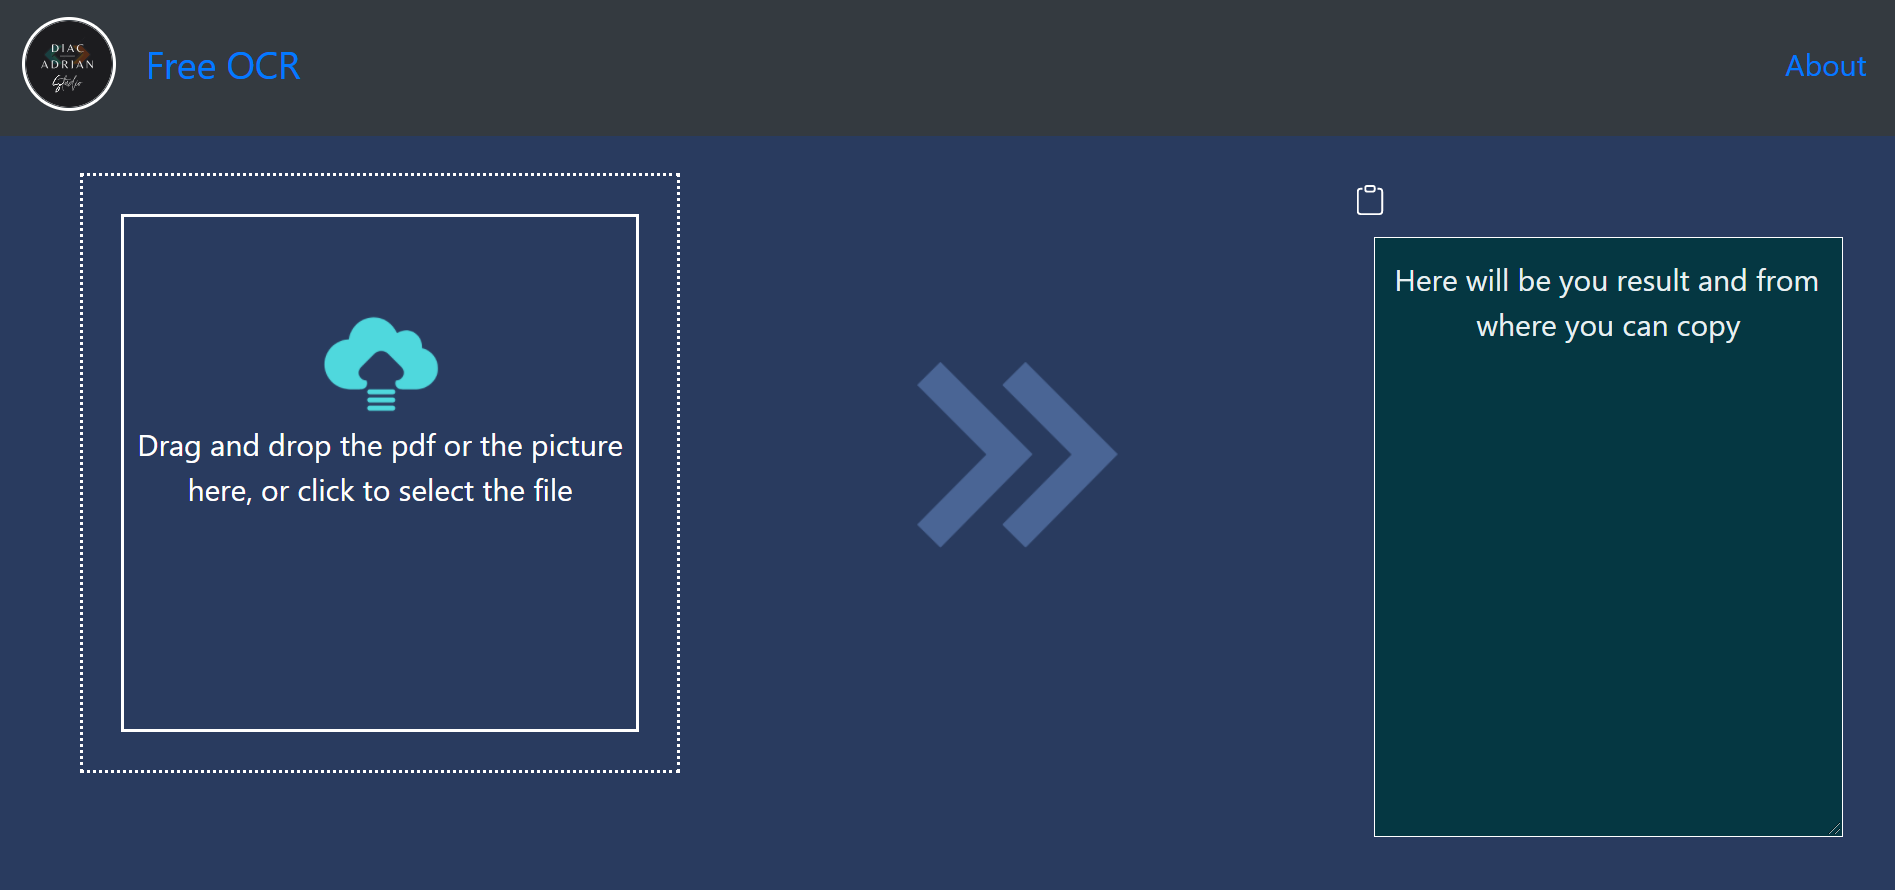 DIAC
ADRIAN
Studio
Free OCR
About
Drag and drop the pdf or the picture
here, or click to select the file
Here will be you result and from
where you can copy